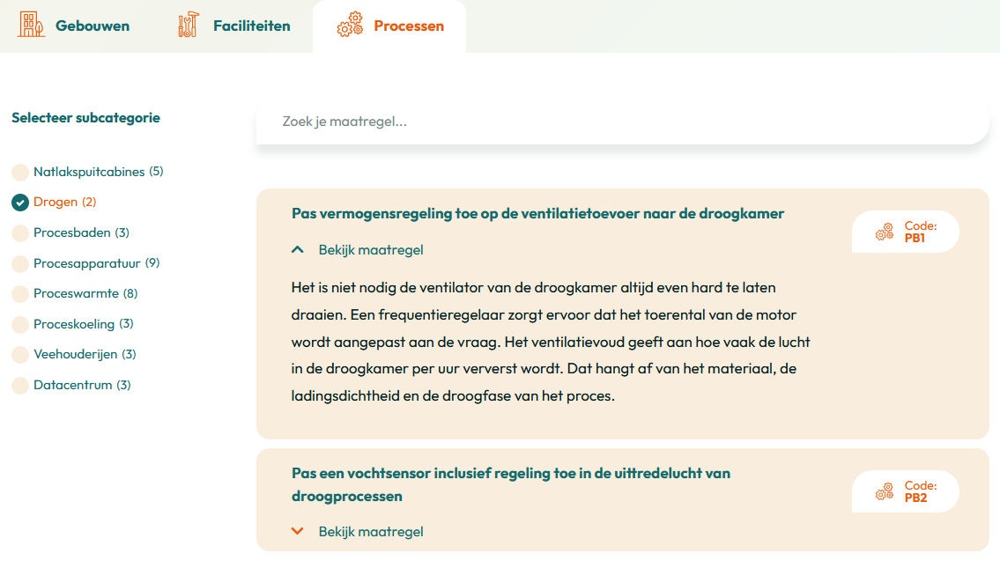 Gebouwen
Faciliteiten
Processen
Selecteer subcategorie
Natlakspuitcabines (5)
Drogen (2)
Procesbaden (3)
Procesapparatuur (9)
Proceswarmte (8)
Proceskoeling (3)
Veehouderijen (3)
Datacentrum (3)
Zoek je maatregel...
Pas vermogensregeling toe op de ventilatietoevoer naar de droogkamer
Code:
PB1
Bekijk maatregel
Het is niet nodig de ventilator van de droogkamer altijd even hard te laten
draaien. Een frequentieregelaar zorgt ervoor dat het toerental van de motor
wordt aangepast aan de vraag. Het ventilatievoud geeft aan hoe vaak de lucht
in de droogkamer per uur ververst wordt. Dat hangt af van het materiaal, de
ladingsdichtheid en de droogfase van het proces.
Pas een vochtsensor inclusief regeling toe in de uittredelucht van
droogprocessen
Code:
PB2
Bekijk maatregel